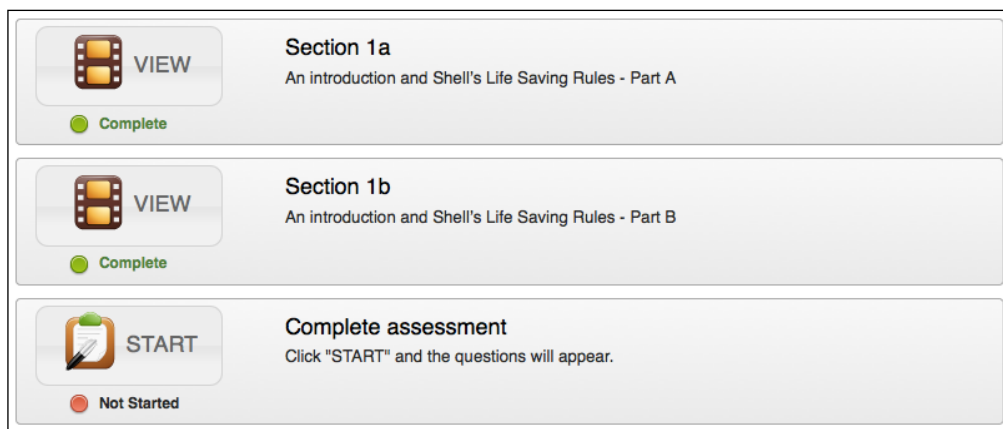 VIEW
Section 1a
An introduction and Shell's Life Saving Rules - Part A
Complete
VIEW
Section 1b
An introduction and Shell's Life Saving Rules - Part B
Complete
START
Complete assessment
Click "START" and the questions will appear.
Not Started